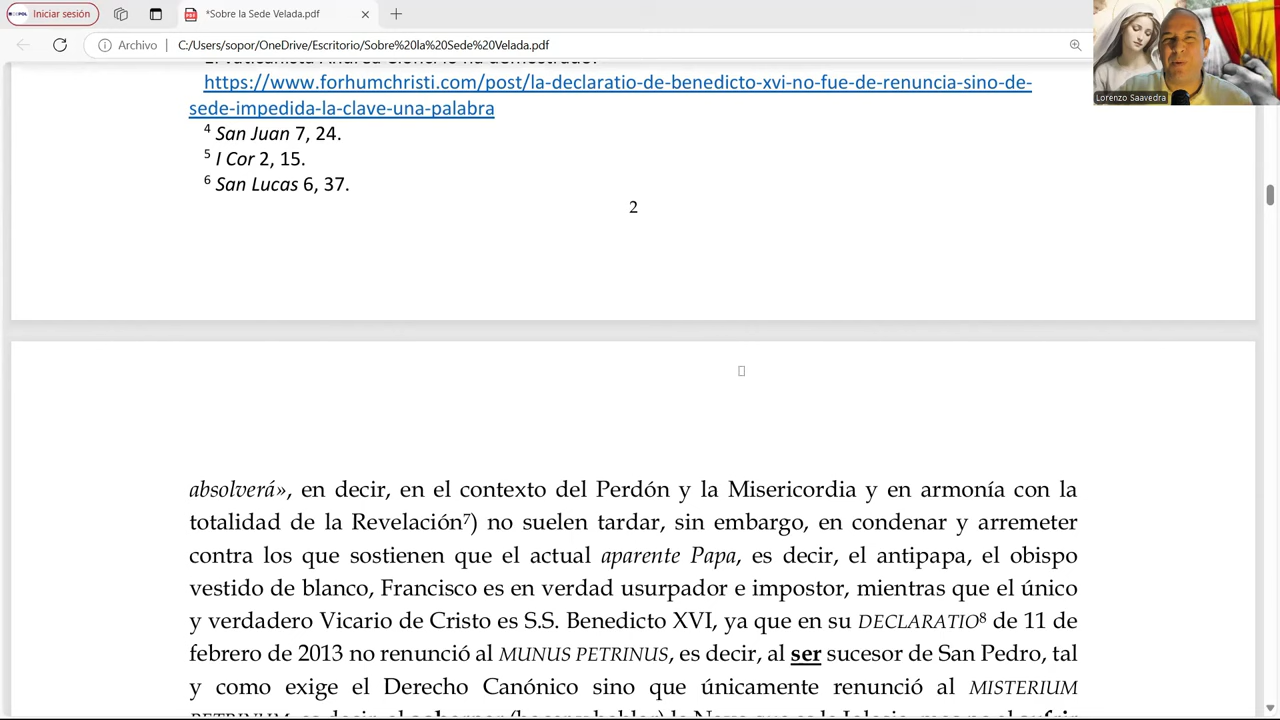 Iniciar sesión
*Sobre la Sede Velada.pdf
Archivo
C:/Users/sopor/OneDrive/Escritorio/Sobre%20la%20Sede%20Velada.pdf
Lorenzo Saavedra
https://www.forhumchristi.com/post/la-declaratio-de-benedicto-xvi-no-fue-de-renuncia-sino-de-
sede-impedida-la-clave-una-palabra
4 San Juan 7, 24.
5 I Cor 2, 15.
6 San Lucas 6, 37.
2
absolverá», en decir, en el contexto del Perdón y la Misericordia y en armonía con la
totalidad de la Revelación7) no suelen tardar, sin embargo, en condenar y arremeter
contra los que sostienen que el actual aparente Papa, es decir, el antipapa, el obispo
vestido de blanco, Francisco es en verdad usurpador e impostor, mientras que el único
y verdadero Vicario de Cristo es S.S. Benedicto XVI, ya que en su DECLARATIO8 de 11 de
febrero de 2013 no renunció al MUNUS PETRINUS, es decir, al ser sucesor de San Pedro, tal
y como exige el Derecho Canónico sino que únicamente renunció al MISTERIUM